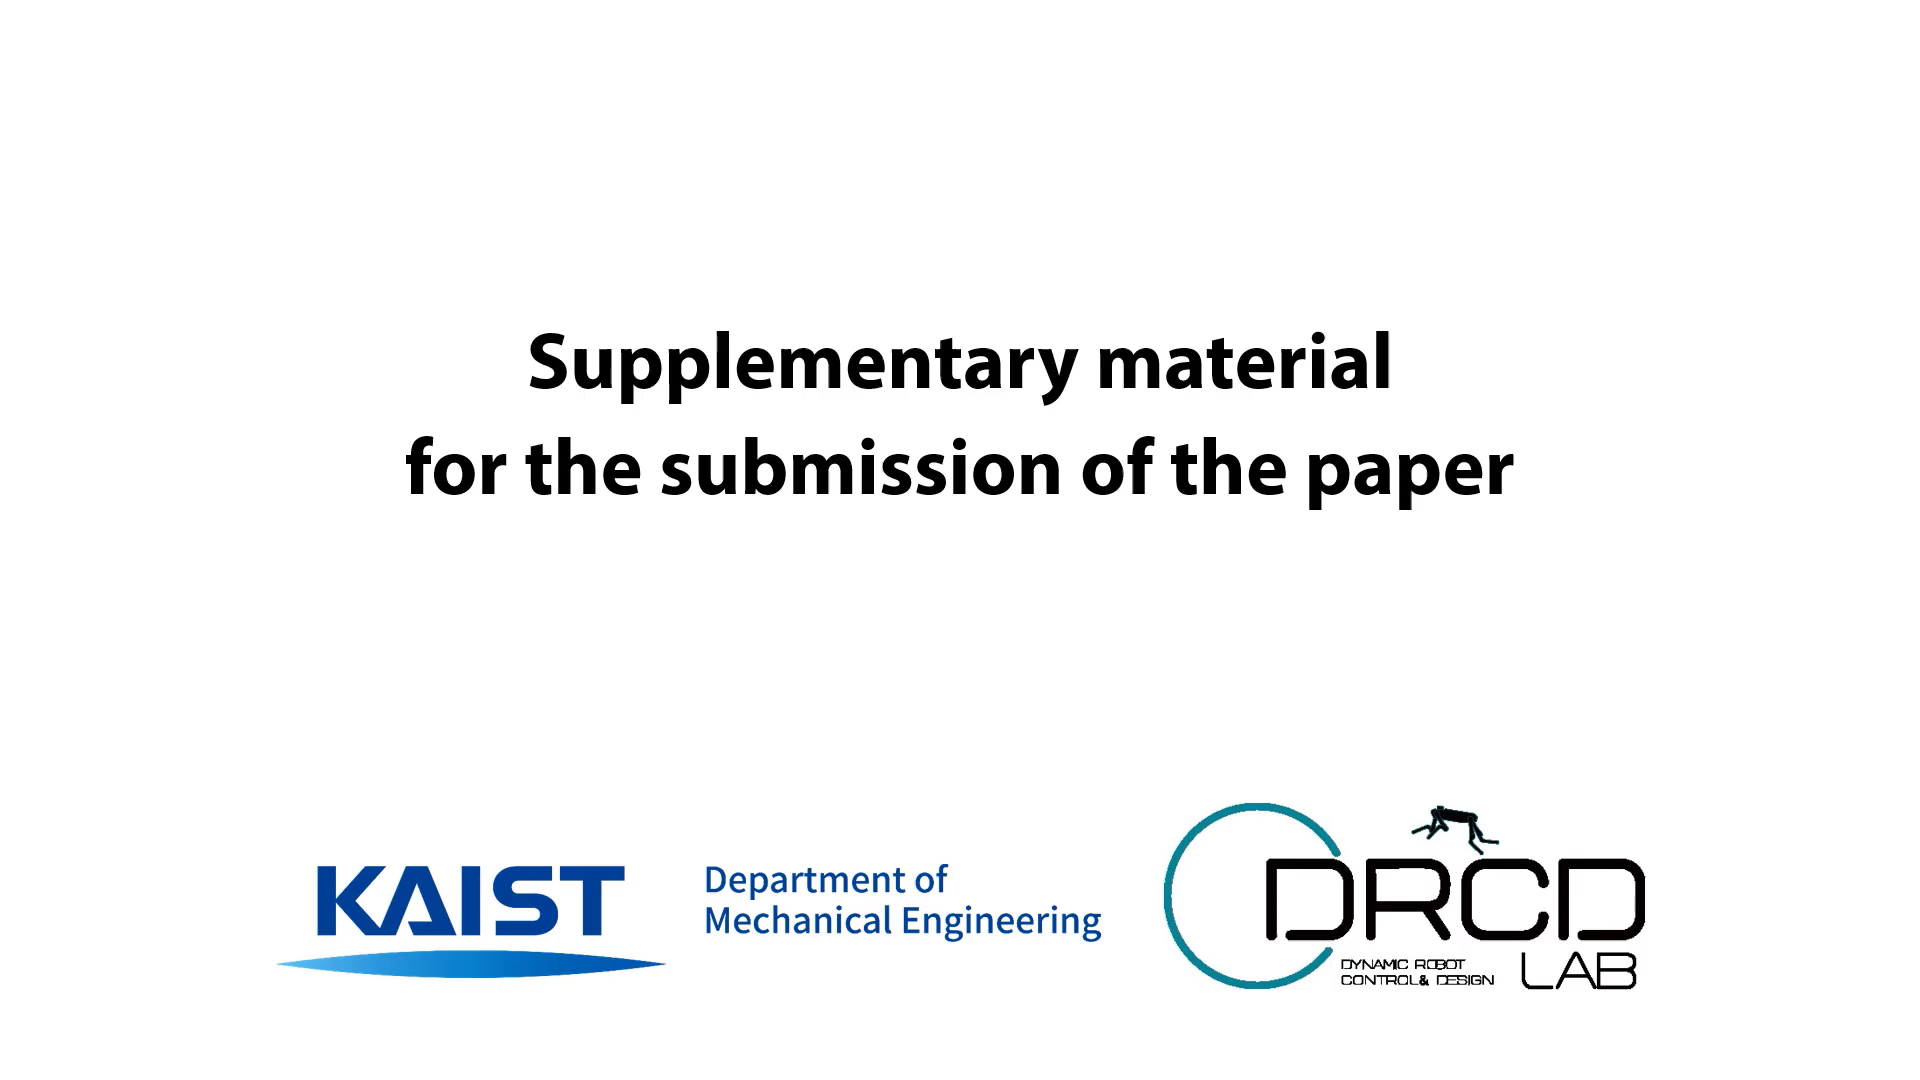 Supplementary material
for the submission of the paper
KAIST
Department of
Mechanical Engineering
DRCD
DYNAMIC ROBOT
CONTROL& DESIGN
LAB